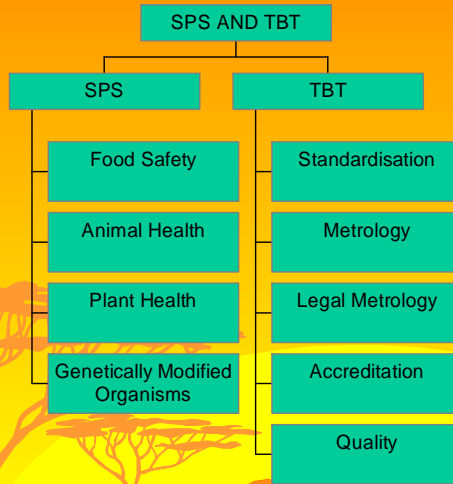 SPS AND TBT
SPS
TBT
Food Safety
Animal Health
Plant Health
Genetically Modified
Organisms
Standardisation
Metrology
Legal Metrology
Accreditation
Quality